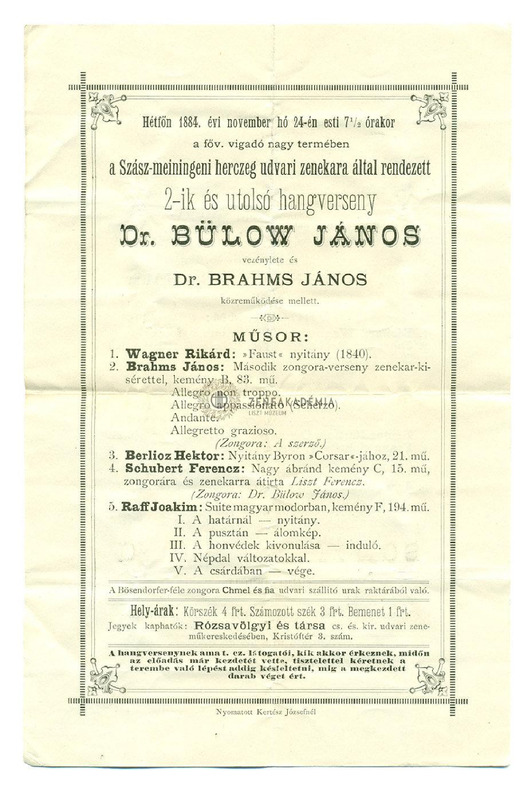 Hétfőn 1884. évi november hó 24-én esti 7 1/2 órakor
a főv. vigadó nagy termében
a Szász-meiningeni herczeg udvari zenekara által rendezett
2-ik és utolsó hangverseny
Dr. BÜLOW JÁNOS
vezénylete és
Dr. BRAHMS JÁNOS
közreműködése mellett.
MŰSOR:
1. Wagner Rikárd: »Faust« nyitány (1840).
2. Brahms János: Második zongora-verseny zenekar-ki-
sérettel, kemény B, 83. mű.
Allegro non troppo.
Allegro appassionato (Scherzo).
ZENEAKADÉMIA
LISZT MÚZEUM
Andante.
Allegretto grazioso.
(Zongora: A szerző.)
3. Berlioz Hektor: Nyitány Byron »Corsar«-jához, 21. mű.
4. Schubert Ferencz: Nagy ábránd kemény C, 15. mű,
zongorára és zenekarra átírta Liszt Ferencz.
(Zongora: Dr. Bülow János.)
5. Raff Joakim: Suite magyar modorban, kemény F, 194. mű.
I. A határnál — nyitány.
II. A pusztán — álomkép.
III. A honvédek kivonulása — induló.
IV. Népdal változatokkal.
V. A csárdában — vége.
A Bösendorfer-féle zongora Chmel és fia udvari szállító urak raktárából való.
Hely-árak: Körszék 4 frt. Számozott szék 3 frt. Bemenet 1 frt.
Jegyek kaphatók: Rózsavölgyi és társa cs. és. kir. udvari zene-
műkereskedésében, Kristóftér 3. szám.
A hangversenynek ama t. cz. látogatói, kik akkor érkeznek, midőn
az előadás már kezdetét vette, tisztelettel kéretnek a
terembe való lépést addig késleltetni, míg a megkezdett
darab véget ért.
Nyomatott Kertész Józsefnél